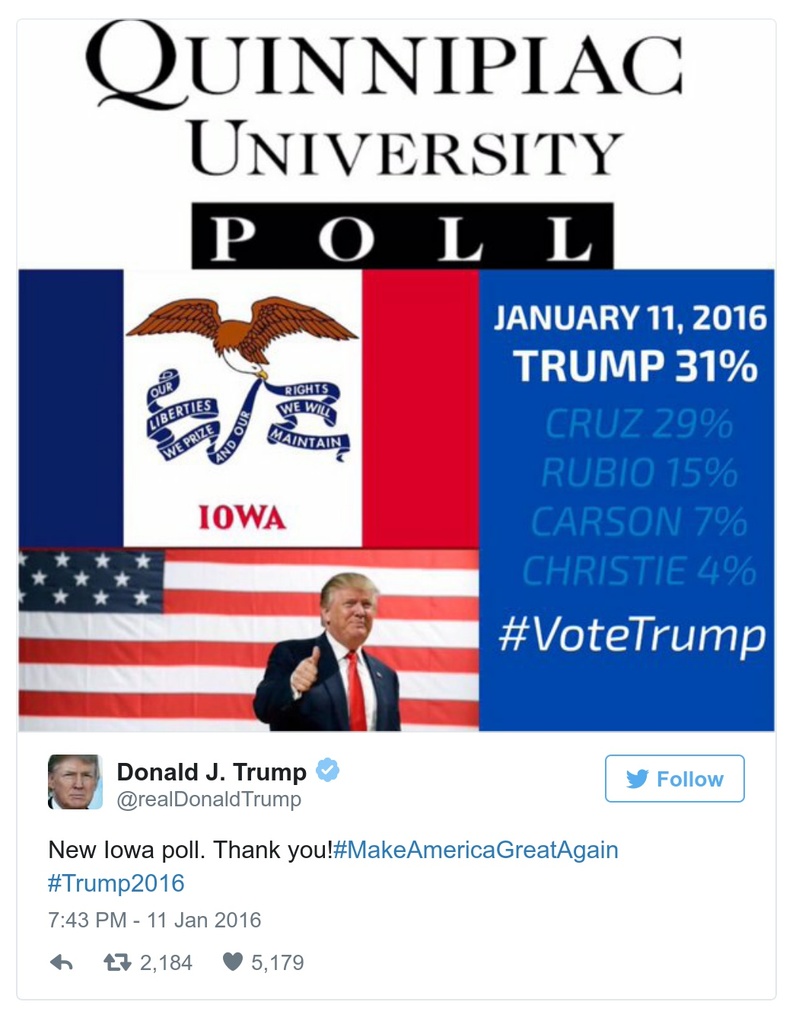 QUINNIPIAC
UNIVERSITY
POLL
OUR
LIBERTIES
WE PRIZE
AND OUR
RIGHTS
WE WILL
MAINTAIN
IOWA
JANUARY 11, 2016
TRUMP 31%
CRUZ 29%
RUBIO 15%
CARSON 7%
CHRISTIE 4%
#VoteTrump
Donald J. Trump
@realDonaldTrump
Follow
New Iowa poll. Thank you!#MakeAmericaGreatAgain
#Trump2016
7:43 PM - 11 Jan 2016
2,184 5,179